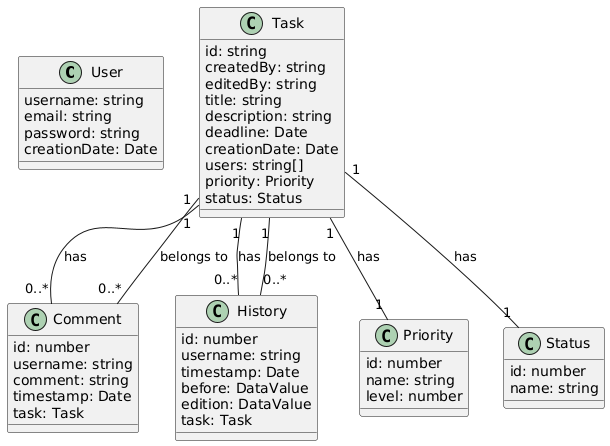 C Task
id: string
createdBy: string
editedBy: string
title: string
description: string
deadline: Date
creationDate: Date
users: string[]
priority: Priority
status: Status
C User
username: string
email: string
password: string
creationDate: Date
1
1
1
1
1
1
has
belongs to
has
belongs to
has
has
0..*
0..*
0..*
0..*
1
1
C Comment
id: number
username: string
comment: string
timestamp: Date
task: Task
C History
id: number
username: string
timestamp: Date
before: DataValue
edition: DataValue
task: Task
C Priority
id: number
name: string
level: number
C Status
id: number
name: string